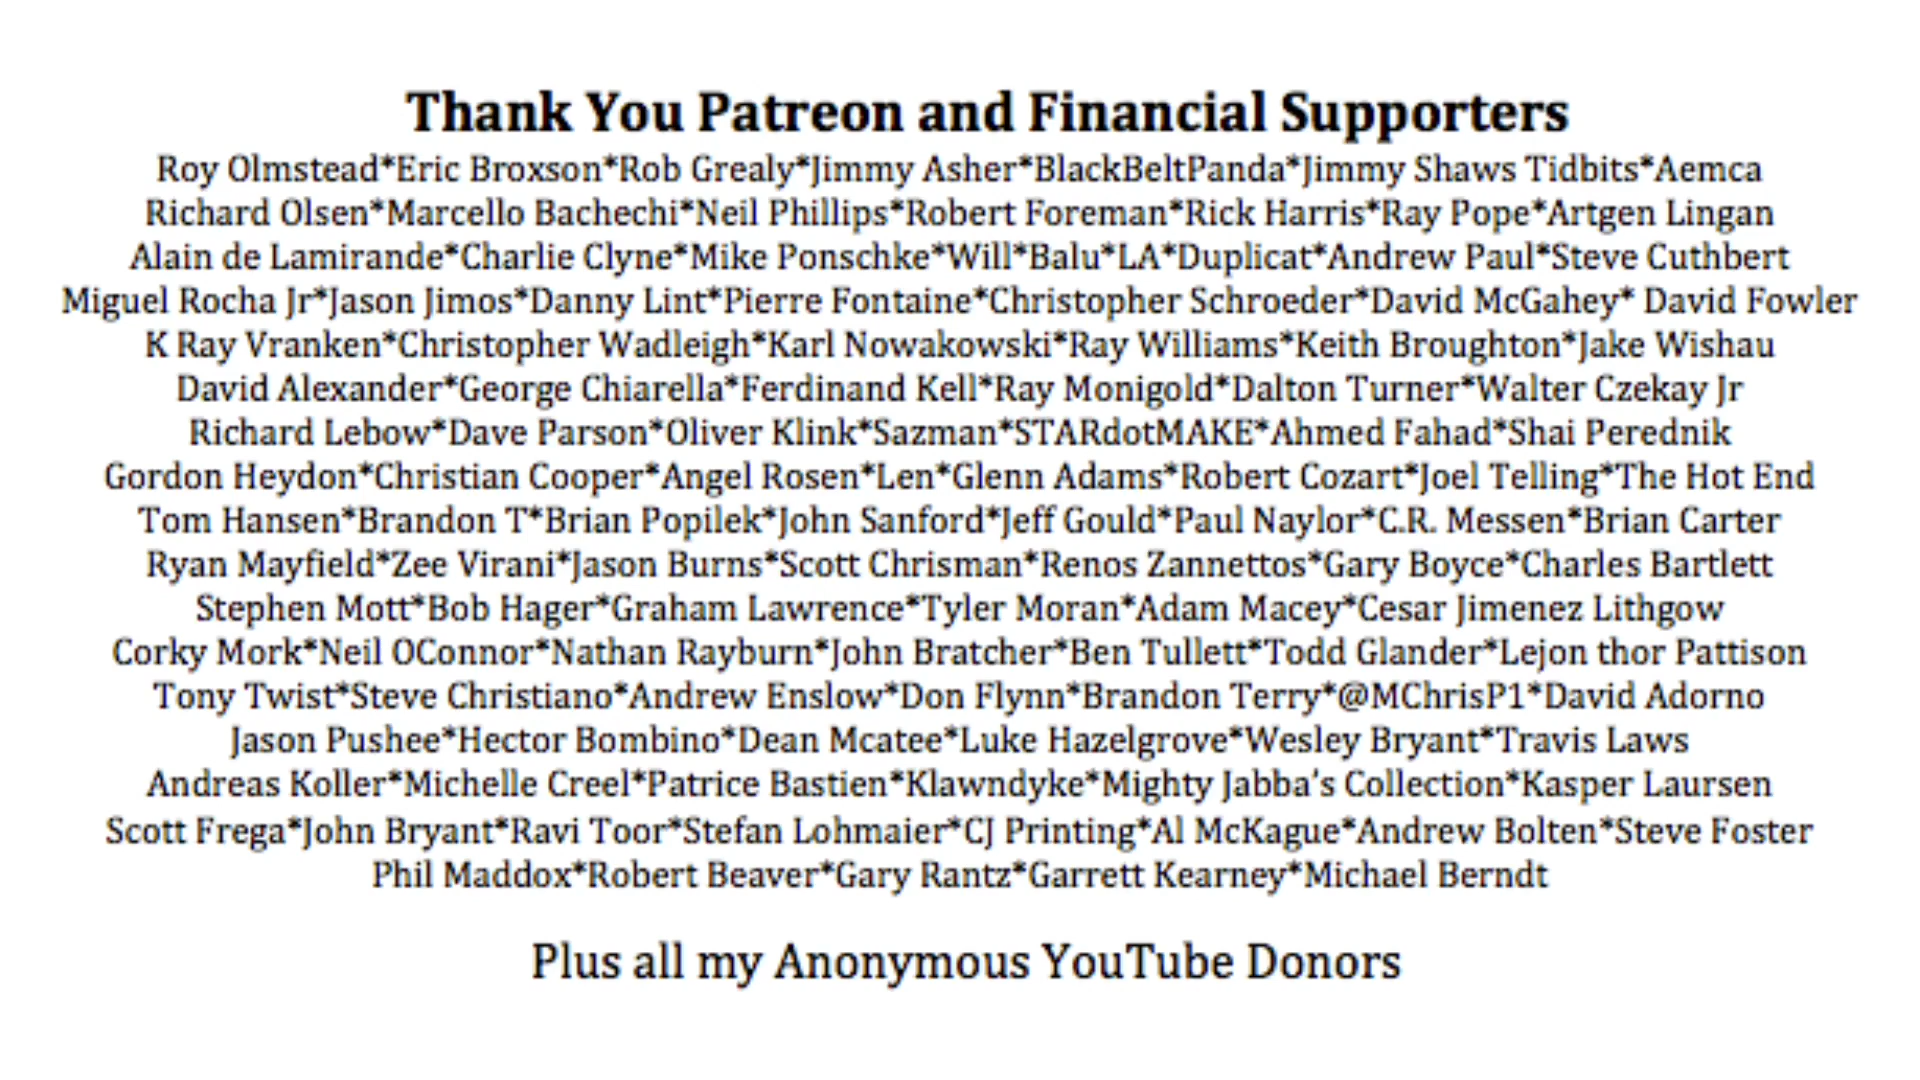 Thank You Patreon and Financial Supporters
Roy Olmstead*Eric Broxson*Rob Grealy*Jimmy Asher*BlackBeltPanda*Jimmy Shaws Tidbits*Aemca
Richard Olsen*Marcello Bachechi*Neil Phillips*Robert Foreman*Rick Harris*Ray Pope*Artgen Lingan
Alain de Lamirande*Charlie Clyne*Mike Ponschke*Will*Balu*LA*Duplicat*Andrew Paul*Steve Cuthbert
Miguel Rocha Jr*Jason Jimos*Danny Lint*Pierre Fontaine*Christopher Schroeder*David McGahey* David Fowler
K Ray Vranken*Christopher Wadleigh*Karl Nowakowski*Ray Williams*Keith Broughton*Jake Wishau
David Alexander*George Chiarella*Ferdinand Kell*Ray Monigold*Dalton Turner*Walter Czekay Jr
Richard Lebow*Dave Parson*Oliver Klink*Sazman*STARdotMAKE*Ahmed Fahad*Shai Perednik
Gordon Heydon*Christian Cooper*Angel Rosen*Len*Glenn Adams*Robert Cozart*Joel Telling*The Hot End
Tom Hansen*Brandon T*Brian Popilek*John Sanford*Jeff Gould*Paul Naylor*C.R. Messen*Brian Carter
Ryan Mayfield*Zee Virani*Jason Burns*Scott Chrisman*Renos Zannettos*Gary Boyce*Charles Bartlett
Stephen Mott*Bob Hager*Graham Lawrence*Tyler Moran*Adam Macey*Cesar Jimenez Lithgow
Corky Mork*Neil OConnor*Nathan Rayburn*John Bratcher*Ben Tullett*Todd Glander*Lejon thor Pattison
Tony Twist*Steve Christiano*Andrew Enslow*Don Flynn*Brandon Terry*@MChrisP1*David Adorno
Jason Pushee*Hector Bombino*Dean Mcatee*Luke Hazelgrove*Wesley Bryant*Travis Laws
Andreas Koller*Michelle Creel*Patrice Bastien*Klawndyke*Mighty Jabba's Collection*Kasper Laursen
Scott Frega*John Bryant*Ravi Toor*Stefan Lohmaier*CJ Printing*Al McKague*Andrew Bolten*Steve Foster
Phil Maddox*Robert Beaver*Gary Rantz*Garrett Kearney*Michael Berndt
Plus all my Anonymous YouTube Donors